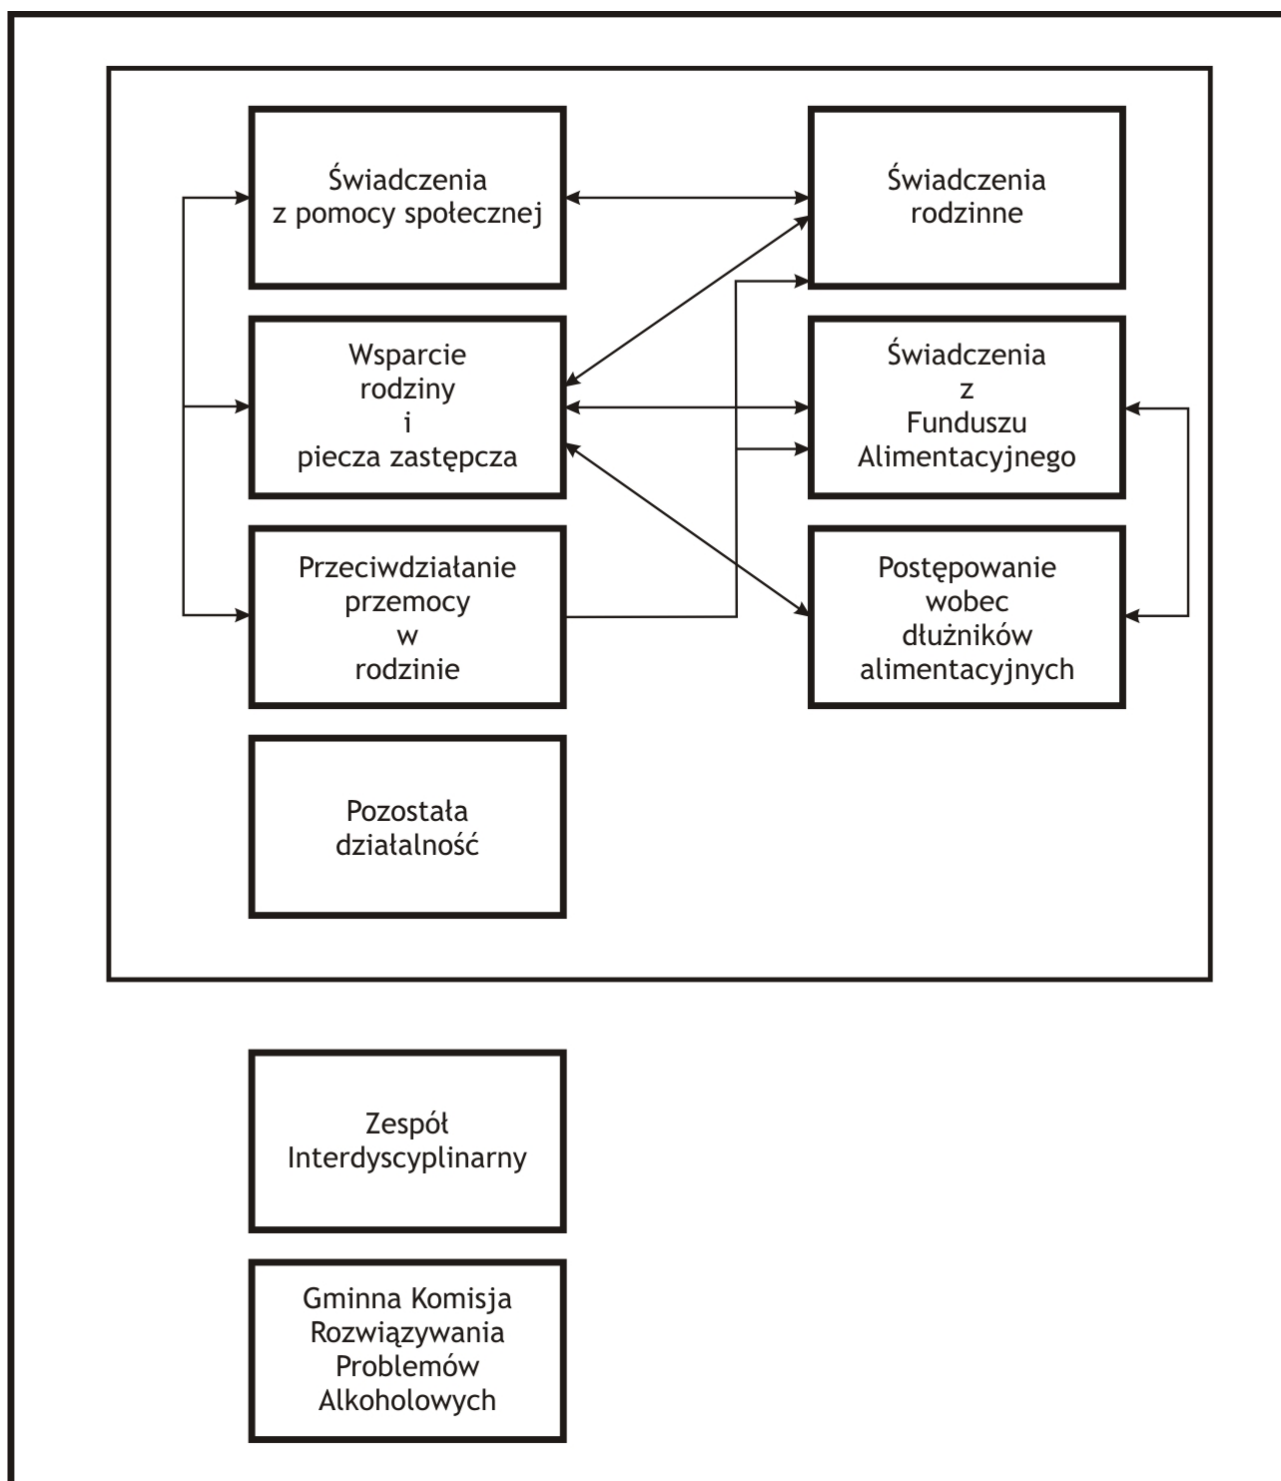 Świadczenia
z pomocy społecznej
Świadczenia
rodzinne
Wsparcie
rodziny
i
piecza zastępcza
Świadczenia
z
Funduszu
Alimentacyjnego
Przeciwdziałanie
przemocy
w
rodzinie
Postępowanie
wobec
dłużników
alimentacyjnych
Pozostała
działalność
Zespół
Interdyscyplinarny
Gminna Komisja
Rozwiązywania
Problemów
Alkoholowych